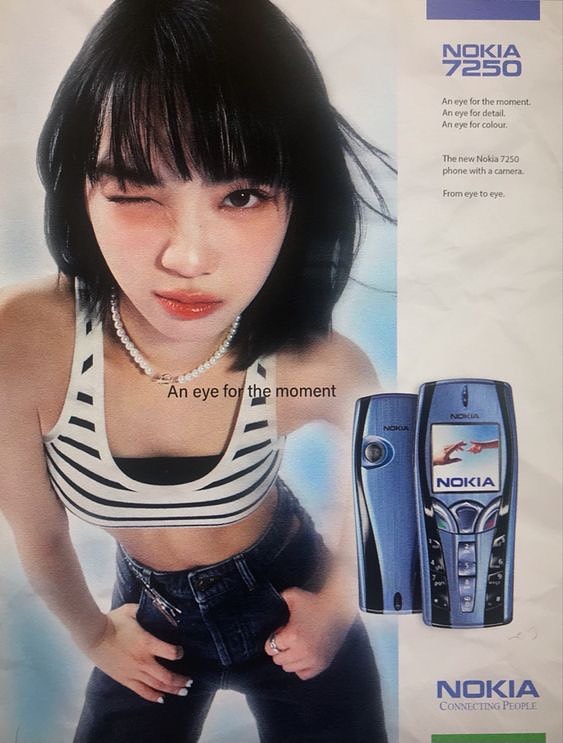 NOKIA
7250
An eye for the moment.
An eye for detail.
An eye for colour.
The new Nokia 7250
phone with a camera.
From eye to eye.
An eye for the moment
NOKIA
NOKIA
NOKIA
NOKIA
CONNECTING PEOPLE